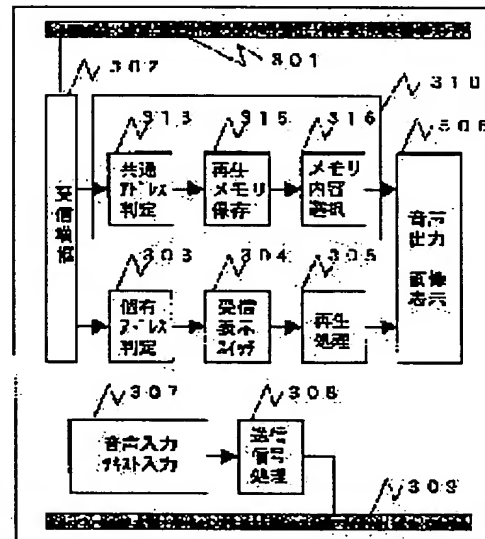 302
301
310
313
315
316
306
共通
アドレス
判定
再生
メモリ
保存
メモリ
内容
選択
受信
音声
出力
画像
表示
303
304
305
個有
アドレス
判定
受信
表示
スイッチ
再生
処理
307
308
音声入力
テキスト入力
送信
信号
処理
309